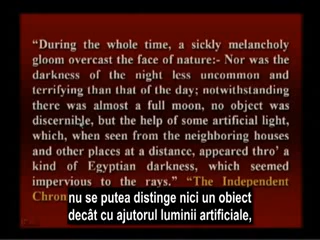 “During the whole time, a sickly melancholy
gloom overcast the face of nature:- Nor was the
darkness of the night less uncommon and
terrifying than that of the day; notwithstanding
there was almost a full moon, no object was
discernible, but the help of some artificial light,
which, when seen from the neighboring houses
and other places at a distance, appeared thro’ a
kind of Egyptian darkness, which seemed
impervious to the rays.” “The Independent
Chron
nu se putea distinge nici un obiect
decât cu ajutorul luminii artificiale,